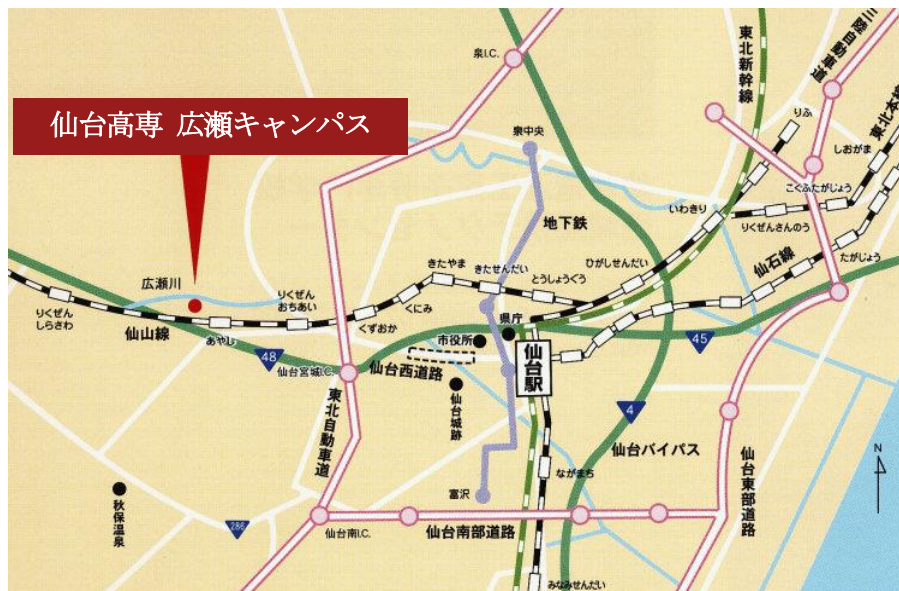 仙台高専 広瀬キャンパス
泉I.C.
東北新幹線
三陸自動車道
東北本線
りふ
しおがま
泉中央
こくふたがじょう
いわきり
りくぜんさんのう
地下鉄
たがじょう
仙石線
ひがしせんだい
きたやま
きたせんだい
とうしょうぐう
広瀬川
りくぜん
おちあい
くにみ
りくぜん
しらさわ
仙山線
あやし
くずおか
県庁
市役所
仙台駅
45
48
仙台宮城I.C.
仙台西道路
仙台城跡
東北自動車道
4
仙台バイパス
ながまち
仙台東部道路
N
富沢
秋保温泉
286
仙台南I.C.
仙台南部道路
みなみせんだい